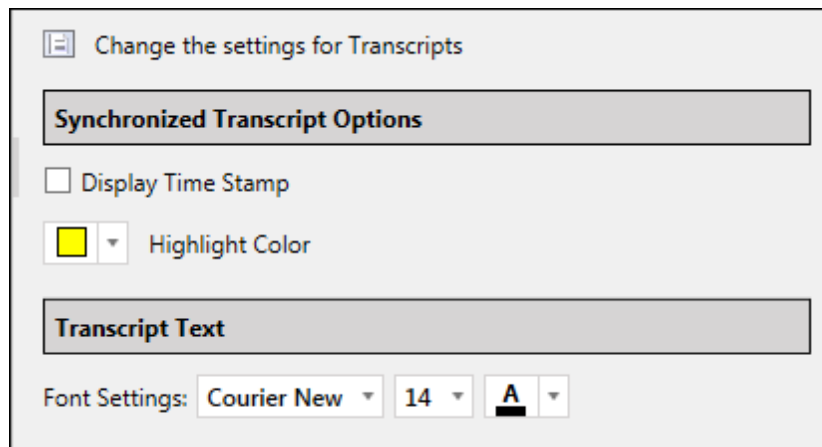 Change the settings for Transcripts
Synchronized Transcript Options
Display Time Stamp
Highlight Color
Transcript Text
Font Settings: Courier New 14 A